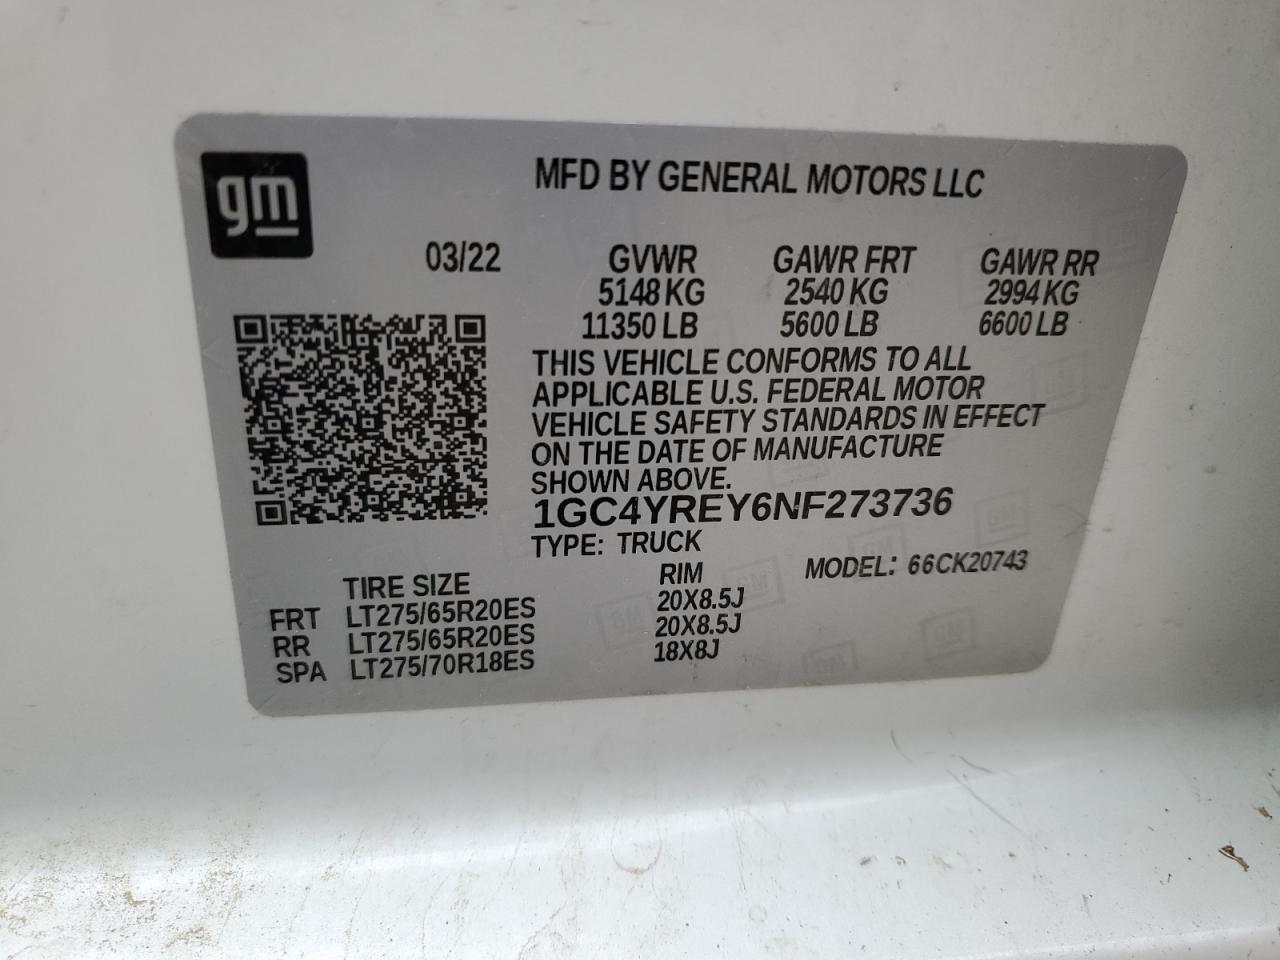 gm
MFD BY GENERAL MOTORS LLC
03/22 GVWR GAWR FRT GAWR RR
5148 KG 2540 KG 2994 KG
11350 LB 5600 LB 6600 LB
THIS VEHICLE CONFORMS TO ALL
APPLICABLE U.S. FEDERAL MOTOR
VEHICLE SAFETY STANDARDS IN EFFECT
ON THE DATE OF MANUFACTURE
SHOWN ABOVE.
1GC4YREY6NF273736
TYPE: TRUCK
MODEL: 66CK20743
TIRE SIZE RIM
FRT LT275/65R20ES 20X8.5J
RR LT275/65R20ES 20X8.5J
SPA LT275/70R18ES 18X8J